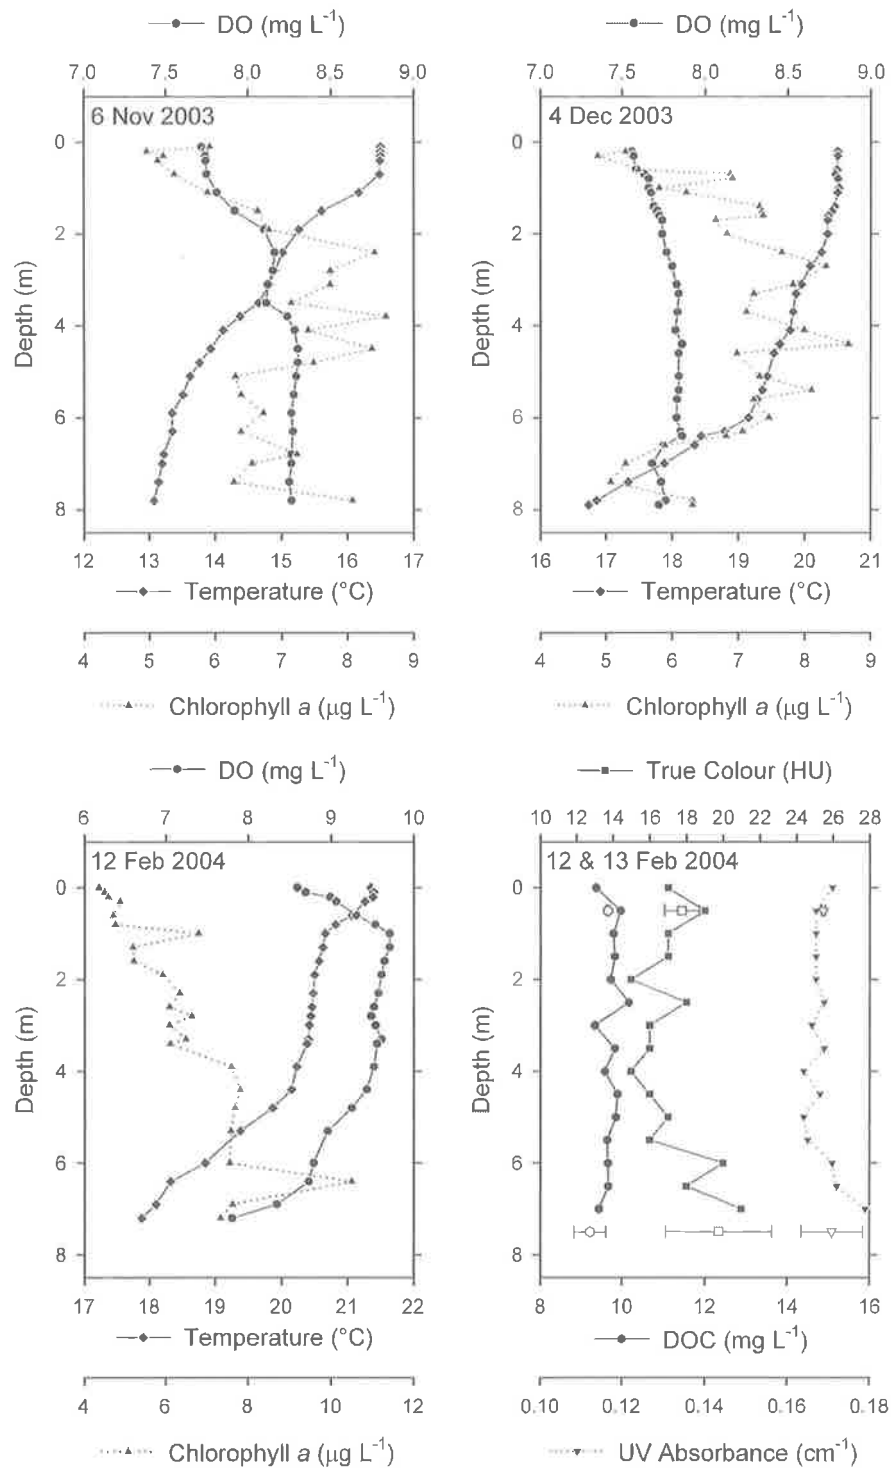 DO (mg L-1)
7.0 7.5 8.0 8.5 9.0
6 Nov 2003
0
2
4
6
8
Depth (m)
12 13 14 15 16 17
Temperature (°C)
4 5 6 7 8 9
Chlorophyll a (µg L-1)
DO (mg L-1)
7.0 7.5 8.0 8.5 9.0
4 Dec 2003
0
2
4
6
8
Depth (m)
16 17 18 19 20 21
Temperature (°C)
4 5 6 7 8 9
Chlorophyll a (µg L-1)
DO (mg L-1)
6 7 8 9 10
12 Feb 2004
0
2
4
6
8
Depth (m)
17 18 19 20 21 22
Temperature (°C)
4 5 6 7 8 9
Chlorophyll a (µg L-1)
True Colour (HU)
10 12 14 16 18 20 22 24 26 28
12 & 13 Feb 2004
0
2
4
6
8
Depth (m)
8 10 12 14 16
DOC (mg L-1)
0.10 0.12 0.14 0.16 0.18
UV Absorbance (cm-1)